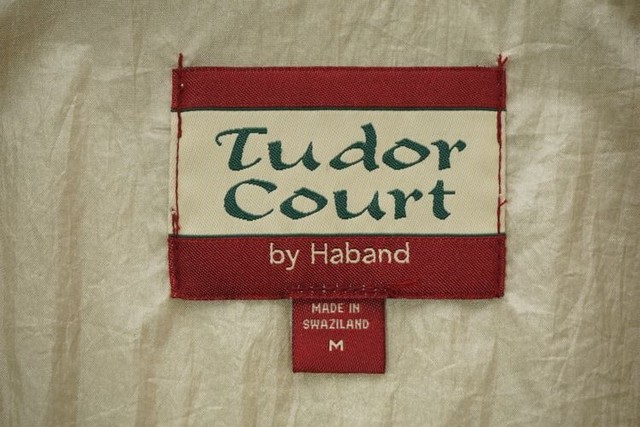 Tudor
Court
by Haband
MADE IN
SWAZILAND
M